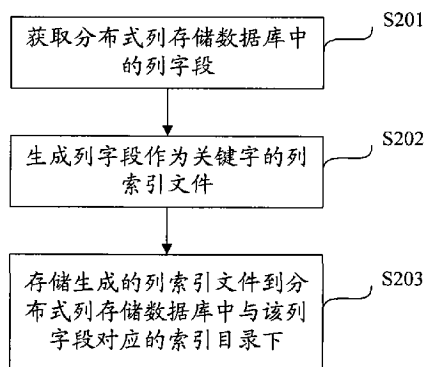 获取分布式列存储数据库中
的列字段
S201
生成列字段作为关键字的列
索引文件
S202
存储生成的列索引文件到分
布式列存储数据库中与该列
字段对应的索引目录下
S203